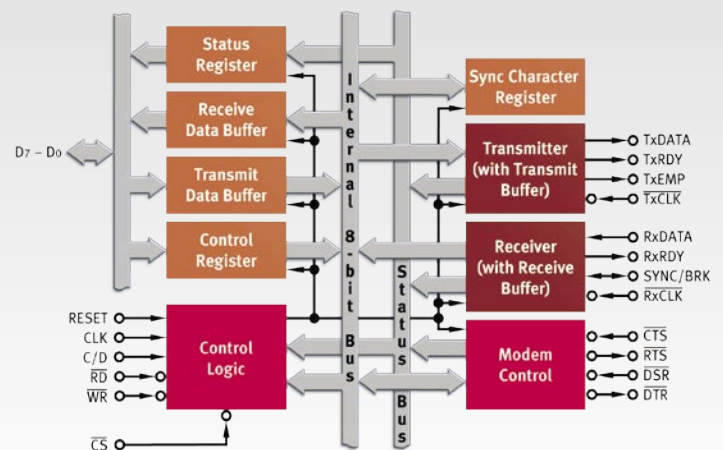 Status
Register
Receive
Data Buffer
D7 – D0
Transmit
Data Buffer
Control
Register
RESET
CLK
C/D
RD
WR
CS
Control
Logic
Internal 8-bit Bus
Status Bus
Sync Character
Register
Transmitter
(with Transmit
Buffer)
TxDATA
TxRDY
TxEMP
TxCLK
Receiver
(with Receive
Buffer)
RxDATA
RxRDY
SYNC/BRK
RxCLK
Modem
Control
CTS
RTS
DSR
DTR